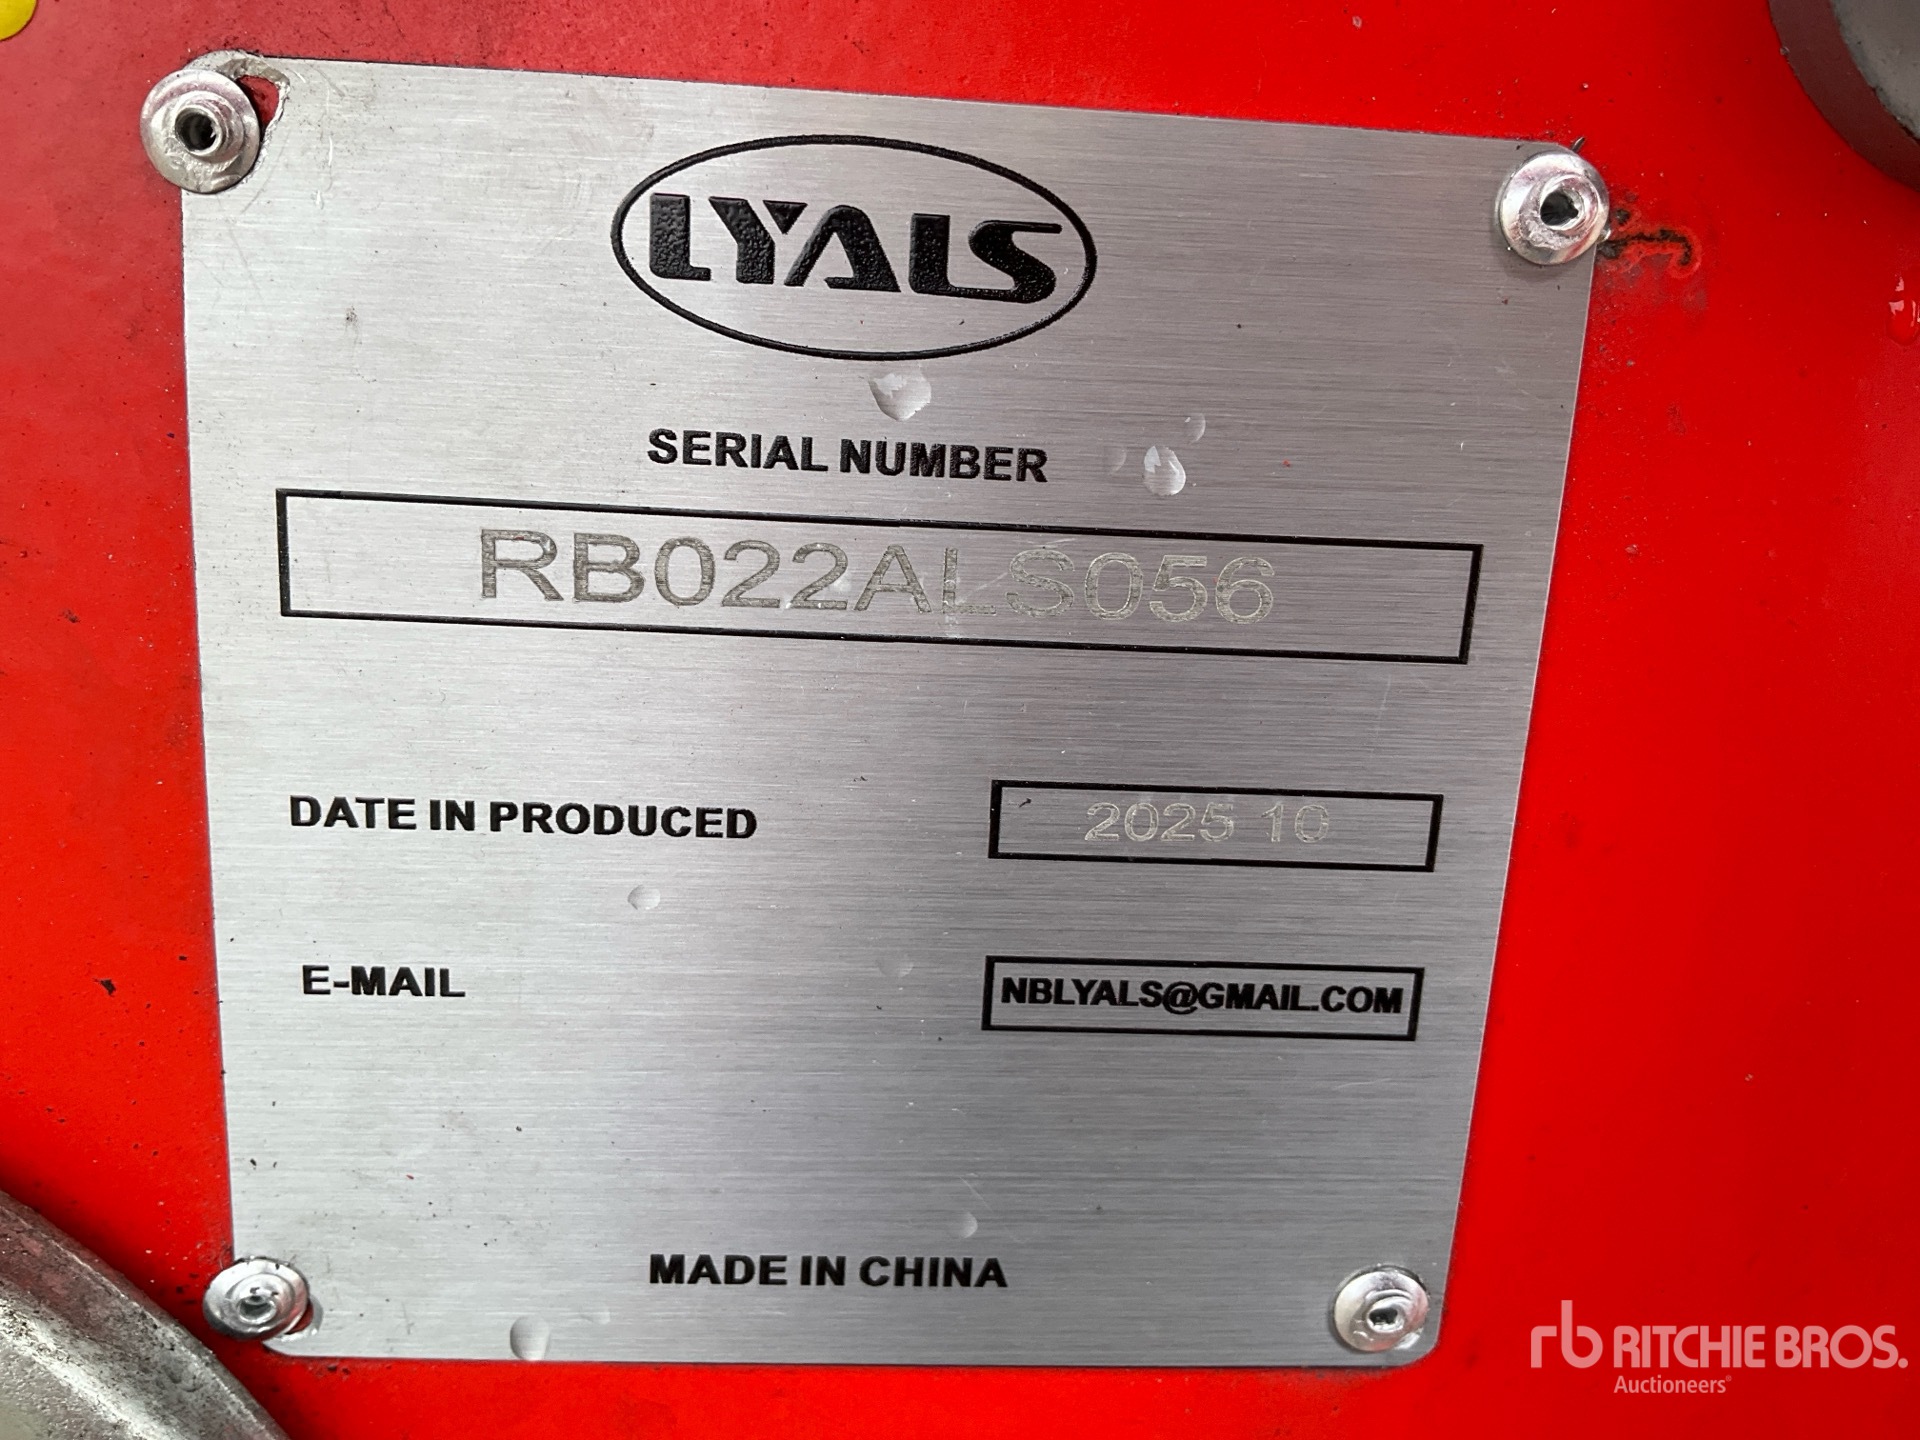 LYALS
SERIAL NUMBER
RB022ALS056
DATE IN PRODUCED
2025 10
E-MAIL
NBLYALS@GMAIL.COM
MADE IN CHINA
rb RITCHIE BROS.
Auctioneers®